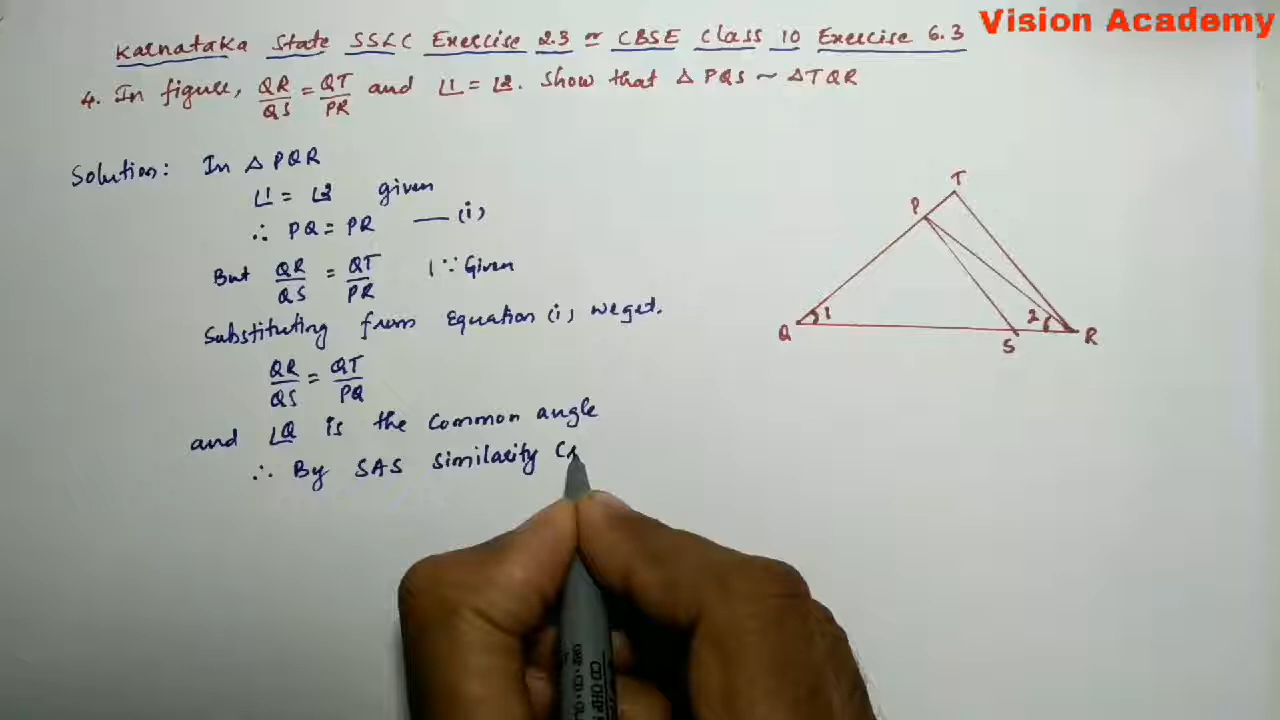 Vision Academy
Karnataka State SSLC Exercise 2.3 or CBSE Class 10 Exercise 6.3
4. In figure, QR/QS = QT/PR and ∠1 = ∠2. Show that △ PQS ~ △TQR
Solution: In △ PQR
∠1 = ∠2 given
∴ PQ = PR — (i)
But QR/QS = QT/PR | ∵ Given
Substituting from Equation (i) we get.
QR/QS = QT/PQ
and ∠Q is the common angle
∴ By SAS similarity
T
P
Q 1 2 S R
CD·OHP